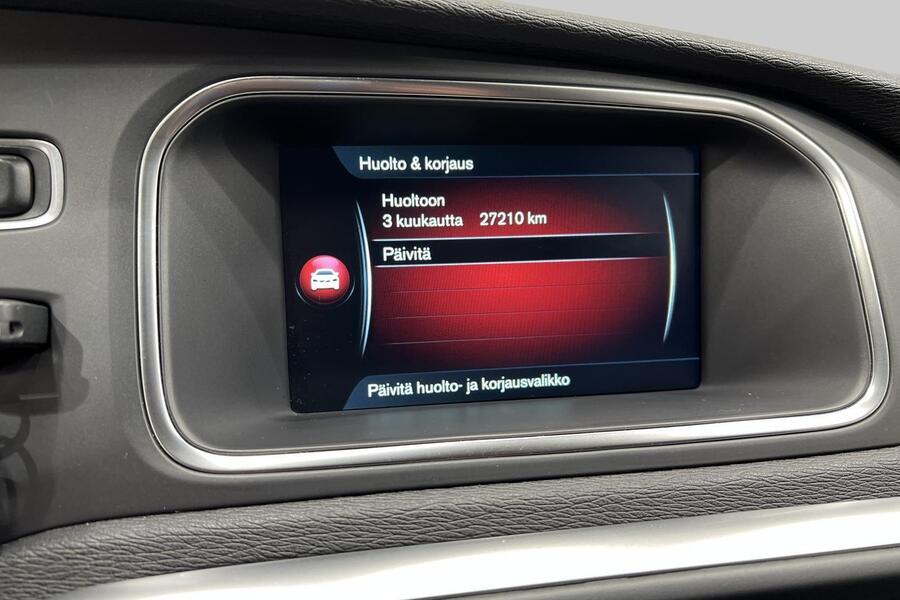 Huolto & korjaus
Huoltoon
3 kuukautta 27210 km
Päivitä
Päivitä huolto- ja korjausvalikko